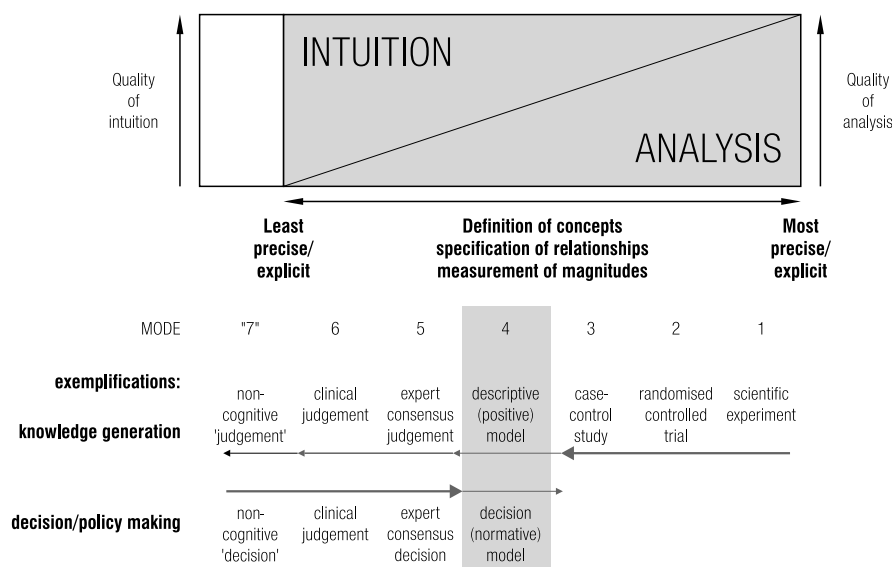 INTUITION
ANALYSIS
Quality
of
intuition
Quality
of
analysis
Least
precise/
explicit
Definition of concepts
specification of relationships
measurement of magnitudes
Most
precise/
explicit
MODE "7" 6 5 4 3 2 1
exemplifications:
knowledge generation
non-
cognitive
'judgement'
clinical
judgement
expert
consensus
judgement
descriptive
(positive)
model
case-
control
study
randomised
controlled
trial
scientific
experiment
decision/policy making
non-
cognitive
'decision'
clinical
judgement
expert
consensus
decision
decision
(normative)
model